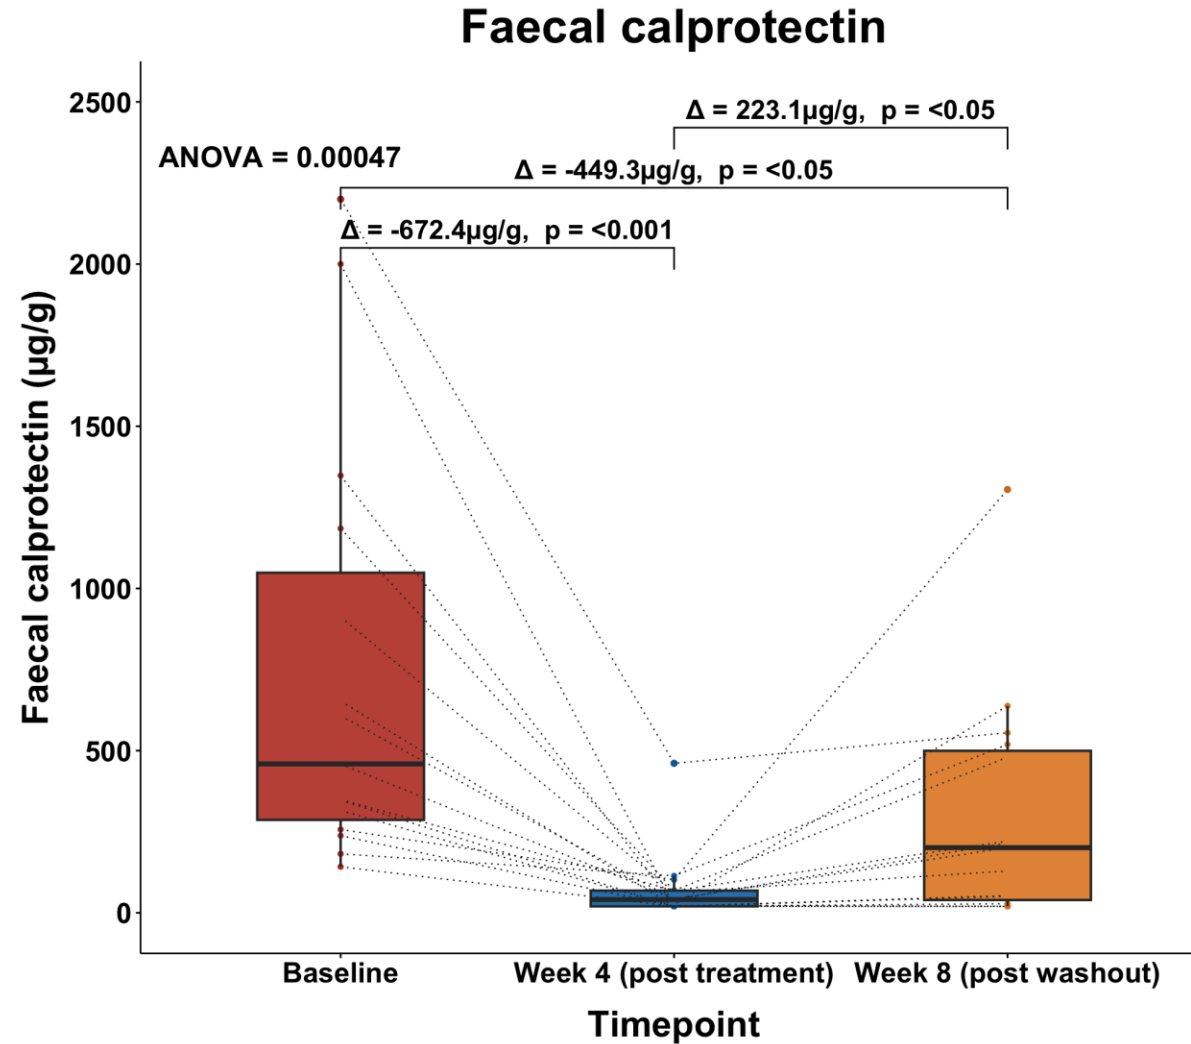 Faecal calprotectin
Δ = 223.1µg/g,  p = <0.05
ANOVA = 0.00047
Δ = -449.3µg/g,  p = <0.05
Δ = -672.4µg/g,  p = <0.001
Faecal calprotectin (µg/g)
2500
2000
1500
1000
500
0
Baseline
Week 4 (post treatment)
Week 8 (post washout)
Timepoint